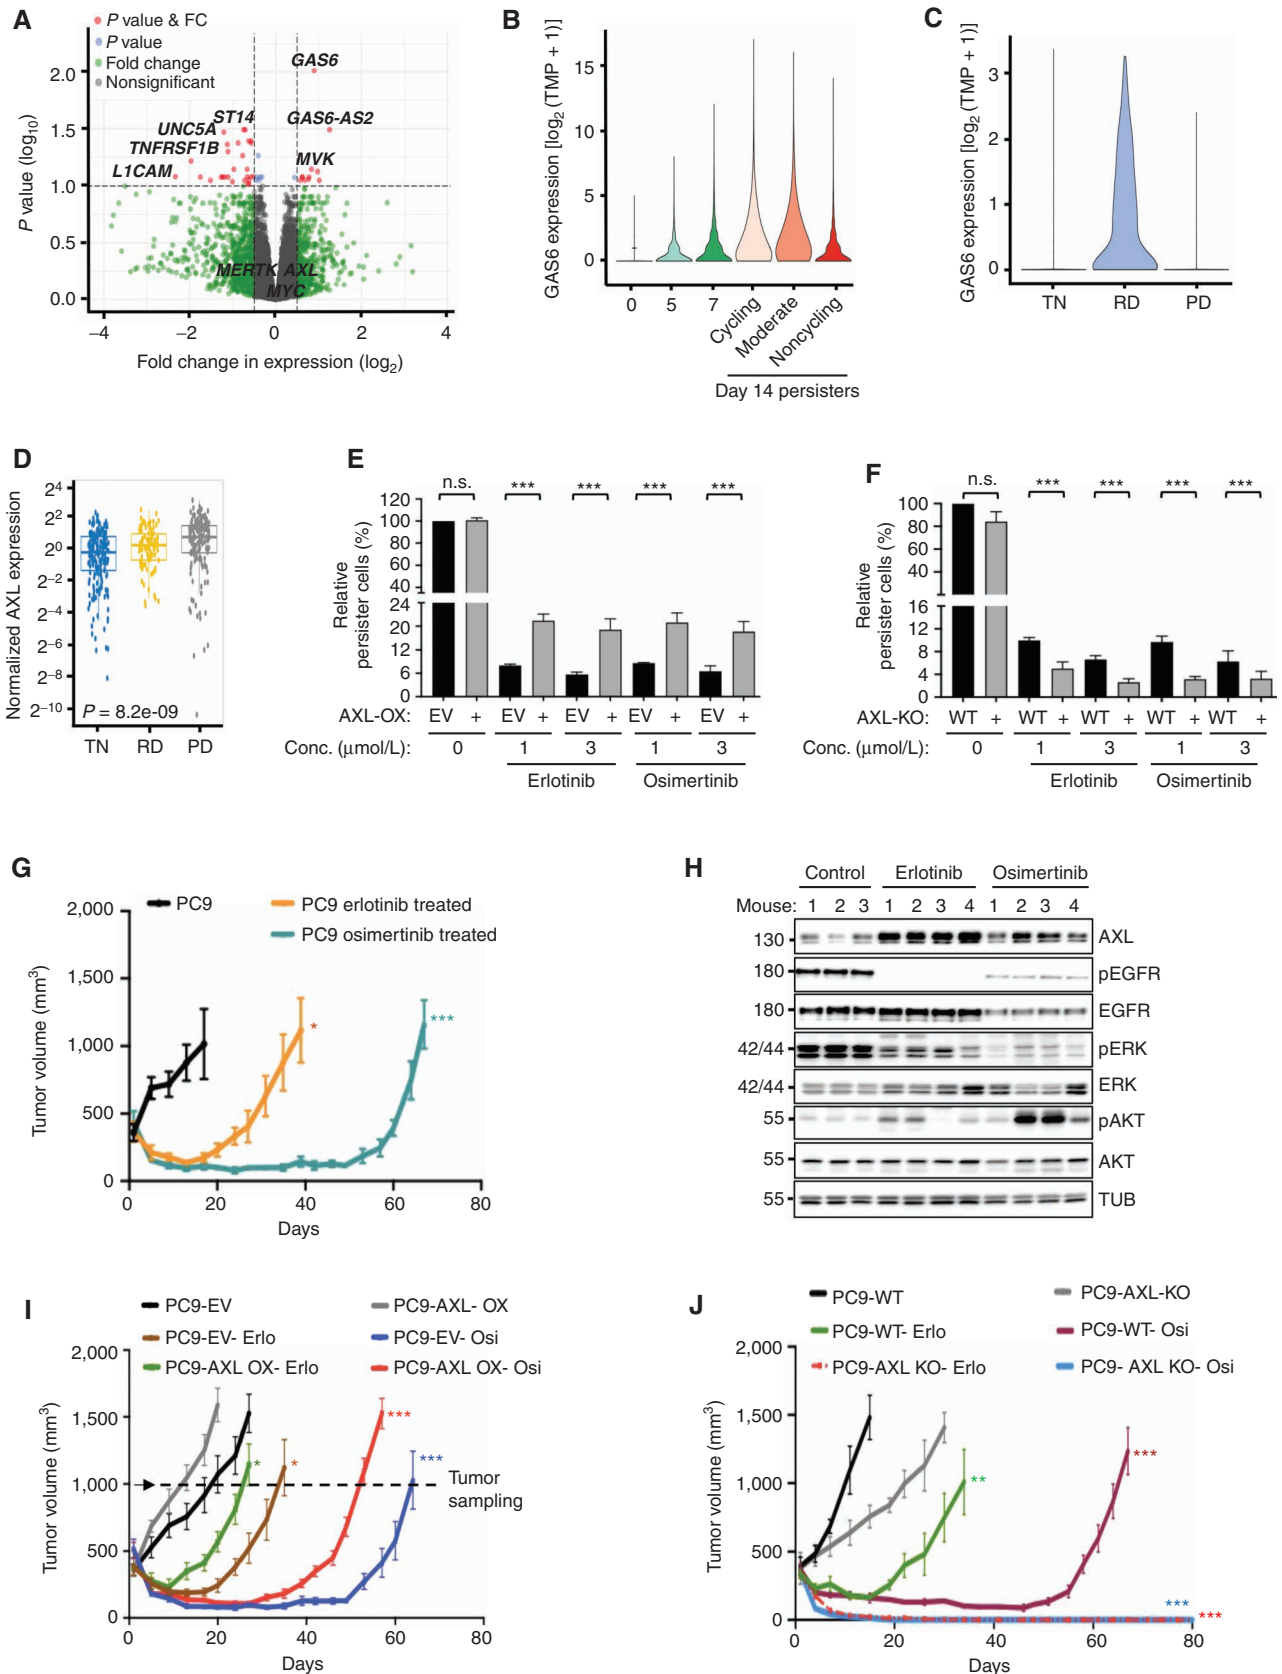 A
P value & FC
P value
Fold change
Nonsignificant
GAS6
ST14
GAS6-AS2
UNC5A
TNFRSF1B
MVK
L1CAM
MERTK AXL
MYC
P value (log10)
2.0
1.5
1.0
0.5
0.0
–4
–2
0
2
4
Fold change in expression (log2)
B
GAS6 expression [log2 (TMP + 1)]
15
10
5
0
0
5
7
Cycling
Moderate
Noncycling
Day 14 persisters
C
GAS6 expression [log2 (TMP + 1)]
3
2
1
0
TN
RD
PD
D
Normalized AXL expression
2^4
2^2
2^0
2^–2
2^–4
2^–6
2^–8
2^–10
P = 8.2e-09
TN
RD
PD
E
n.s.
***
***
***
***
Relative
persister cells (%)
120
100
80
60
40
24
20
12
6
0
AXL-OX: EV + EV + EV + EV + EV +
Conc. (μmol/L): 0 1 3 1 3
Erlotinib
Osimertinib
F
n.s.
***
***
***
***
Relative
persister cells (%)
100
80
60
40
20
16
12
8
4
0
AXL-KO: WT + WT + WT + WT + WT +
Conc. (μmol/L): 0 1 3 1 3
Erlotinib
Osimertinib
G
PC9
PC9 erlotinib treated
PC9 osimertinib treated
Tumor volume (mm3)
2,000
1,500
1,000
500
0
*
***
0
20
40
60
80
Days
H
Control
Erlotinib
Osimertinib
Mouse: 1 2 3 1 2 3 4 1 2 3 4
130 AXL
180 pEGFR
180 EGFR
42/44 pERK
42/44 ERK
55 pAKT
55 AKT
55 TUB
I
PC9-EV
PC9-AXL- OX
PC9-EV- Erlo
PC9-EV- Osi
PC9-AXL OX- Erlo
PC9-AXL OX- Osi
Tumor volume (mm3)
2,000
1,500
1,000
500
0
*
*
***
***
Tumor
sampling
0
20
40
60
80
Days
J
PC9-WT
PC9-AXL-KO
PC9-WT- Erlo
PC9-WT- Osi
PC9-AXL KO- Erlo
PC9- AXL KO- Osi
Tumor volume (mm3)
2,000
1,500
1,000
500
0
**
***
***
***
0
20
40
60
80
Days